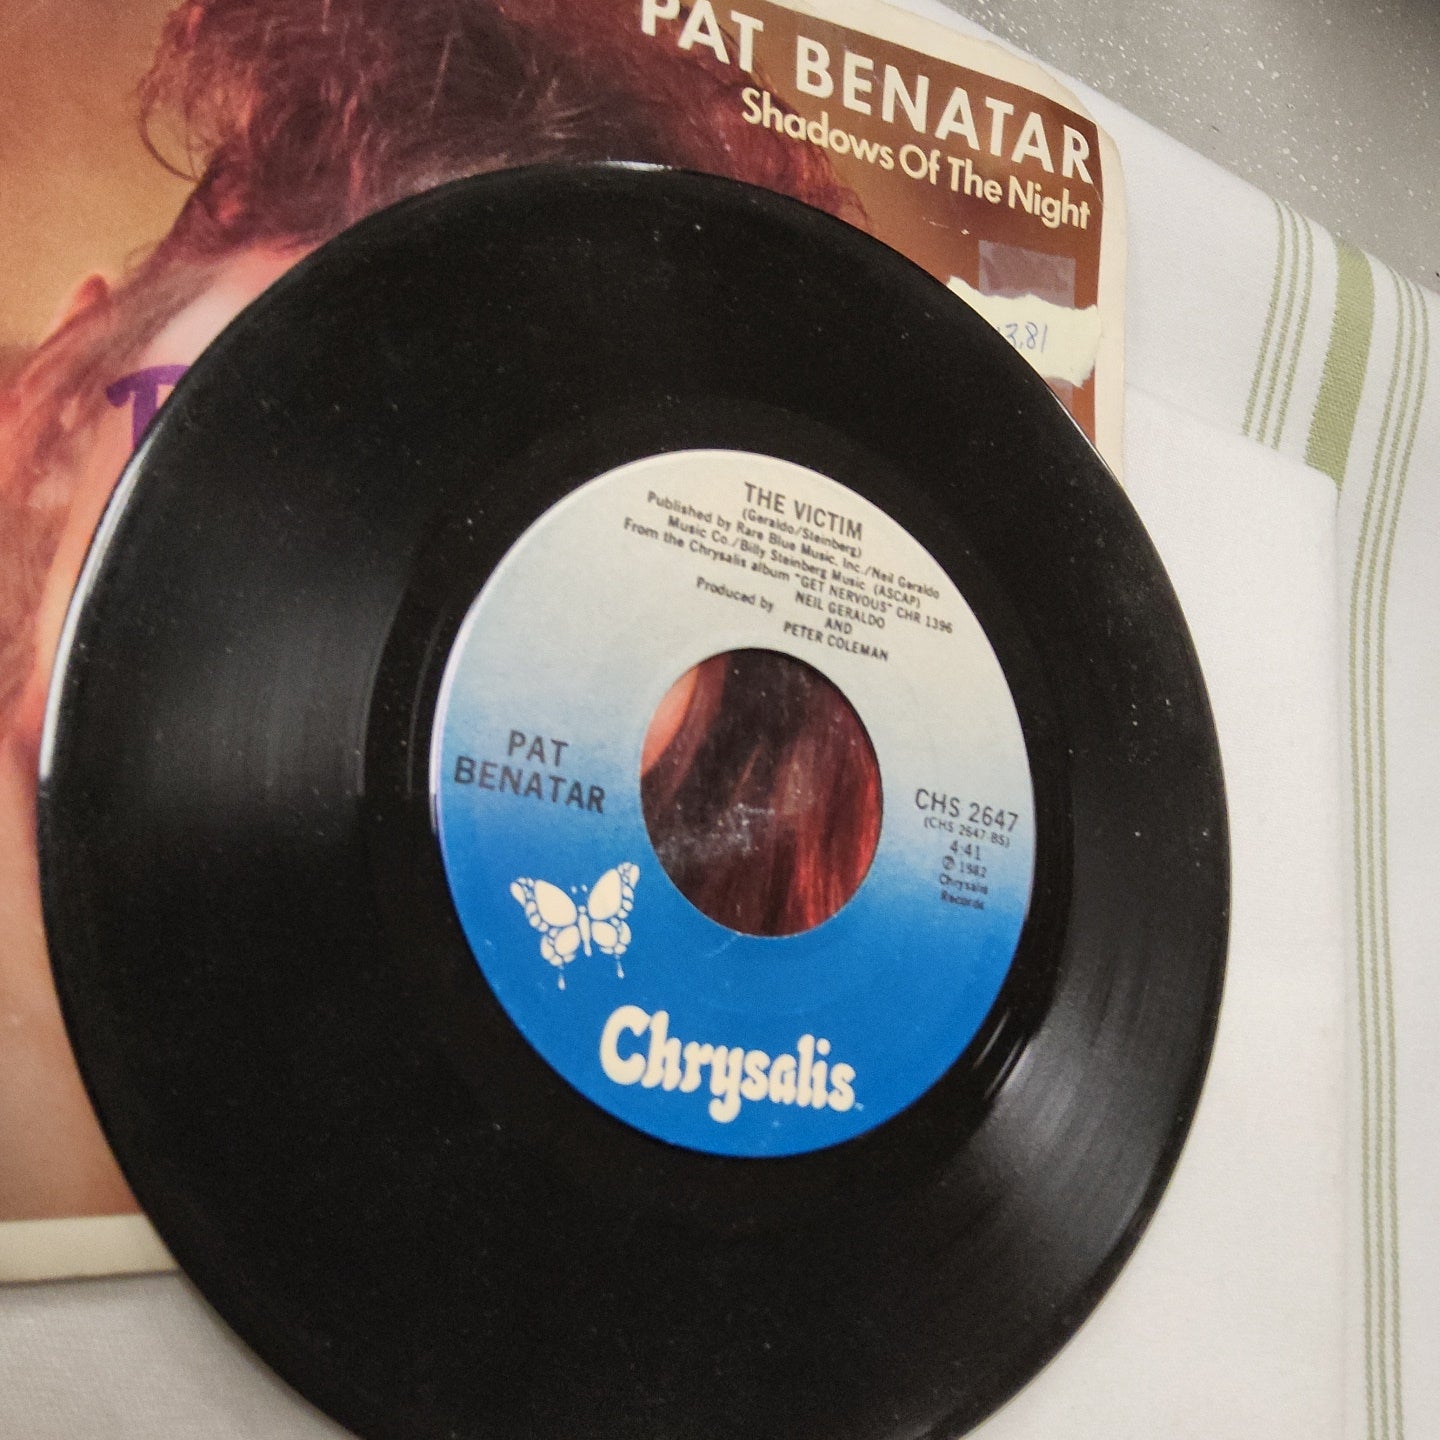 PAT BENATAR
Shadows Of The Night
3.81
THE VICTIM
(Geraldo/Steinberg)
Published by Rare Blue Music, Inc./Neil Geraldo
Music Co./Billy Steinberg Music (ASCAP)
From the Chrysalis album "GET NERVOUS" CHR 1396
Produced by NEIL GERALDO
AND
PETER COLEMAN
PAT
BENATAR
CHS 2647
(CHS 2647-BS)
4:41
Ⓟ 1982
Chrysalis
Records
Chrysalis